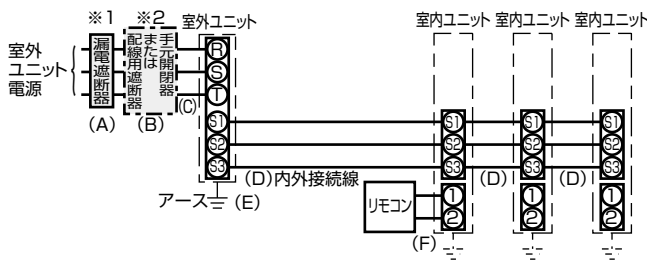 ※1
※2
室外ユニット
室内ユニット
室内ユニット
室内ユニット
室外
ユニット
電源
漏電遮断器
手元開閉器
または
配線用遮断器
R
S
T
(A)
(B)
(C)
S1
S2
S3
S1
S2
S3
S1
S2
S3
S1
S2
S3
(D)内外接続線
(D)
(D)
アース
(E)
リモコン
(F)
1
2
1
2
1
2